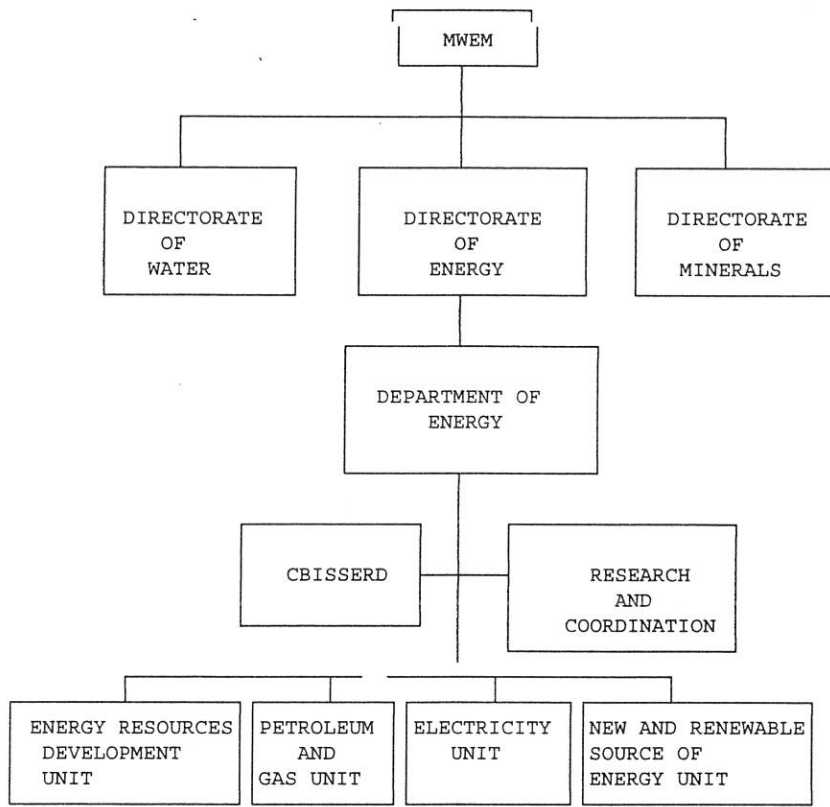 MWEM
DIRECTORATE
OF
WATER
DIRECTORATE
OF
ENERGY
DIRECTORATE
OF
MINERALS
DEPARTMENT OF
ENERGY
CBISSERD
RESEARCH
AND
COORDINATION
ENERGY RESOURCES
DEVELOPMENT
UNIT
PETROLEUM
AND
GAS UNIT
ELECTRICITY
UNIT
NEW AND RENEWABLE
SOURCE OF
ENERGY UNIT